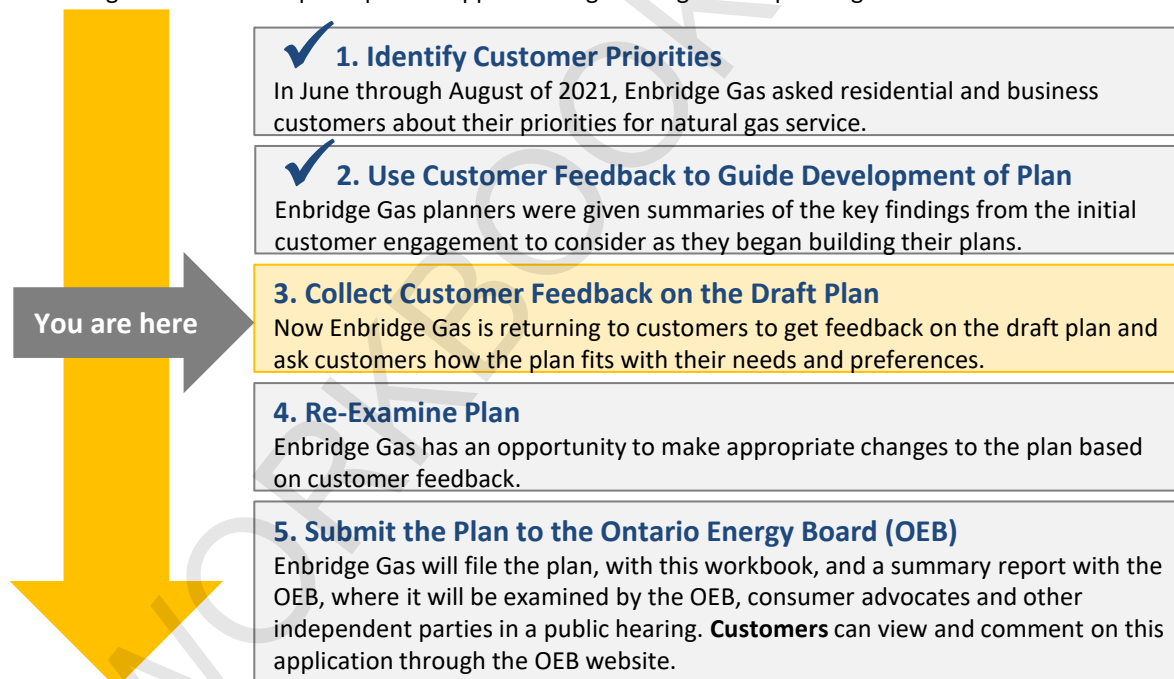 1. Identify Customer Priorities
In June through August of 2021, Enbridge Gas asked residential and business
customers about their priorities for natural gas service.
2. Use Customer Feedback to Guide Development of Plan
Enbridge Gas planners were given summaries of the key findings from the initial
customer engagement to consider as they began building their plans.
You are here
3. Collect Customer Feedback on the Draft Plan
Now Enbridge Gas is returning to customers to get feedback on the draft plan and
ask customers how the plan fits with their needs and preferences.
4. Re-Examine Plan
Enbridge Gas has an opportunity to make appropriate changes to the plan based
on customer feedback.
5. Submit the Plan to the Ontario Energy Board (OEB)
Enbridge Gas will file the plan, with this workbook, and a summary report with the
OEB, where it will be examined by the OEB, consumer advocates and other
independent parties in a public hearing. Customers can view and comment on this
application through the OEB website.
WORKBOOK